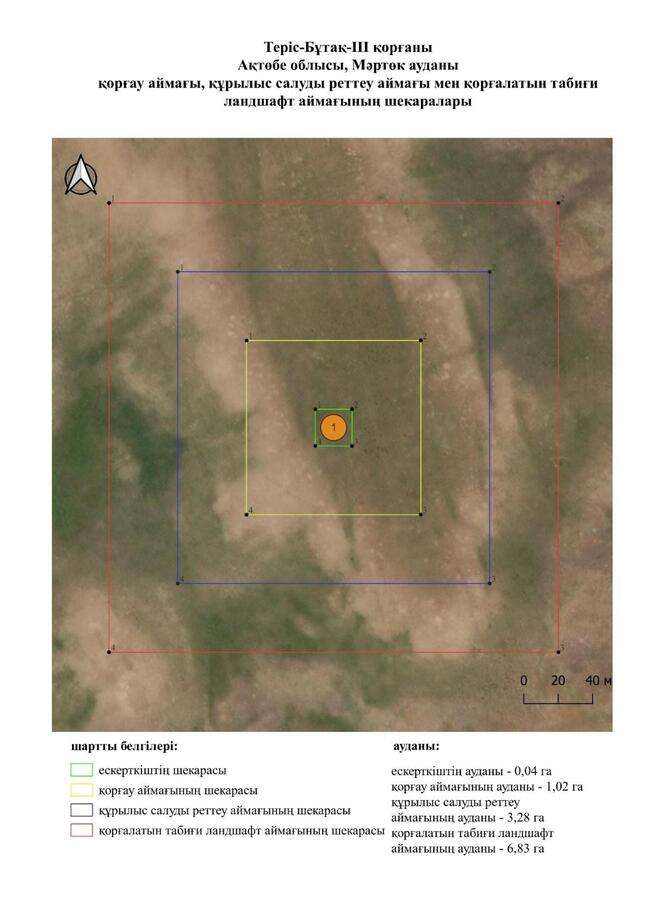 Теріс-Бұтақ-III қорғаны
Ақтөбе облысы, Мәртөк ауданы
қорғау аймағы, құрылыс салуды реттеу аймағы мен қорғалатын табиғи
ландшафт аймағының шекаралары
1
2
1
2
1
2
2
1
3
4
3
4
3
4
3
0 20 40 м
шартты белгілері:
ескерткіштің шекарасы
қорғау аймағының шекарасы
құрылыс салуды реттеу аймағының шекарасы
қорғалатын табиғи ландшафт аймағының шекарасы
ауданы:
ескерткіштің ауданы - 0,04 га
қорғау аймағының ауданы - 1,02 га
құрылыс салуды реттеу
аймағының ауданы - 3,28 га
қорғалатын табиғи ландшафт
аймағының ауданы - 6,83 га